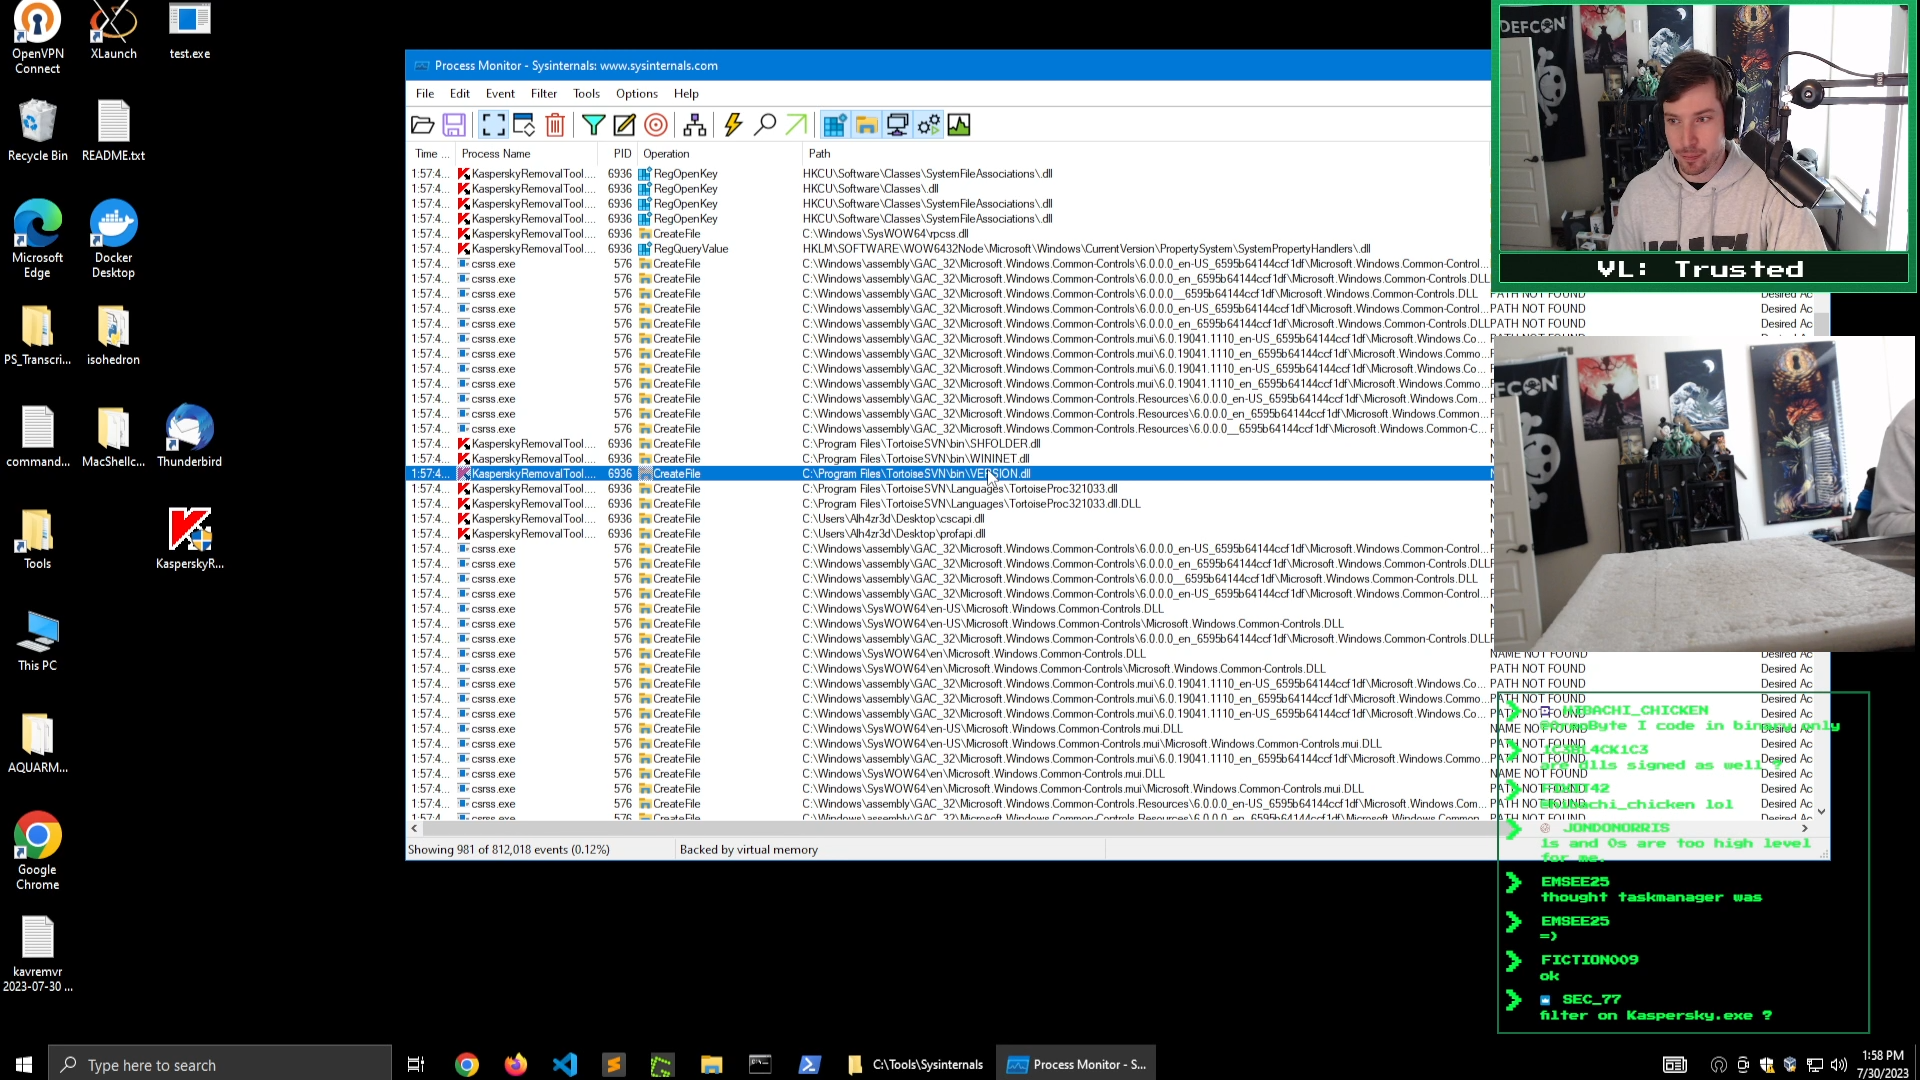 OpenVPN
Connect
XLaunch
test.exe
Recycle Bin
README.txt
Microsoft
Edge
Docker
Desktop
PS_Transcri...
isohedron
command...
MacShellc...
Thunderbird
Tools
KasperskyR...
This PC
AQUARM...
Google
Chrome
kavremvr
2023-07-30 ...
Process Monitor - Sysinternals: www.sysinternals.com
File Edit Event Filter Tools Options Help
Time ... Process Name PID Operation Path
1:57:4... KasperskyRemovalTool.... 6936 RegOpenKey HKCU\Software\Classes\SystemFileAssociations\.dll
1:57:4... KasperskyRemovalTool.... 6936 RegOpenKey HKCU\Software\Classes\.dll
1:57:4... KasperskyRemovalTool.... 6936 RegOpenKey HKCU\Software\Classes\SystemFileAssociations\.dll
1:57:4... KasperskyRemovalTool.... 6936 RegOpenKey HKCU\Software\Classes\SystemFileAssociations\.dll
1:57:4... KasperskyRemovalTool.... 6936 CreateFile C:\Windows\SysWOW64\rpcss.dll
1:57:4... KasperskyRemovalTool.... 6936 RegQueryValue HKLM\SOFTWARE\WOW6432Node\Microsoft\Windows\CurrentVersion\PropertySystem\SystemPropertyHandlers\.dll
1:57:4... csrss.exe 576 CreateFile C:\Windows\assembly\GAC_32\Microsoft.Windows.Common-Controls\6.0.0.0_en-US_6595b64144ccf1df\Microsoft.Windows.Common-Control...
1:57:4... csrss.exe 576 CreateFile C:\Windows\assembly\GAC_32\Microsoft.Windows.Common-Controls\6.0.0.0_en_6595b64144ccf1df\Microsoft.Windows.Common-Controls.DLL
1:57:4... csrss.exe 576 CreateFile C:\Windows\assembly\GAC_32\Microsoft.Windows.Common-Controls\6.0.0.0__6595b64144ccf1df\Microsoft.Windows.Common-Controls.DLL PATH NOT FOUND Desired Ac
1:57:4... csrss.exe 576 CreateFile C:\Windows\assembly\GAC_32\Microsoft.Windows.Common-Controls\6.0.0.0_en-US_6595b64144ccf1df\Microsoft.Windows.Common-Control... PATH NOT FOUND Desired Ac
1:57:4... csrss.exe 576 CreateFile C:\Windows\assembly\GAC_32\Microsoft.Windows.Common-Controls\6.0.0.0_en_6595b64144ccf1df\Microsoft.Windows.Common-Controls.DLL PATH NOT FOUND Desired Ac
1:57:4... csrss.exe 576 CreateFile C:\Windows\assembly\GAC_32\Microsoft.Windows.Common-Controls.mui\6.0.19041.1110_en-US_6595b64144ccf1df\Microsoft.Windows.Co...
1:57:4... csrss.exe 576 CreateFile C:\Windows\assembly\GAC_32\Microsoft.Windows.Common-Controls.mui\6.0.19041.1110_en_6595b64144ccf1df\Microsoft.Windows.Commo...
1:57:4... csrss.exe 576 CreateFile C:\Windows\assembly\GAC_32\Microsoft.Windows.Common-Controls.mui\6.0.19041.1110_en-US_6595b64144ccf1df\Microsoft.Windows.Co...
1:57:4... csrss.exe 576 CreateFile C:\Windows\assembly\GAC_32\Microsoft.Windows.Common-Controls.mui\6.0.19041.1110_en_6595b64144ccf1df\Microsoft.Windows.Commo...
1:57:4... csrss.exe 576 CreateFile C:\Windows\assembly\GAC_32\Microsoft.Windows.Common-Controls.Resources\6.0.0.0_en-US_6595b64144ccf1df\Microsoft.Windows.Com...
1:57:4... csrss.exe 576 CreateFile C:\Windows\assembly\GAC_32\Microsoft.Windows.Common-Controls.Resources\6.0.0.0_en_6595b64144ccf1df\Microsoft.Windows.Common...
1:57:4... csrss.exe 576 CreateFile C:\Windows\assembly\GAC_32\Microsoft.Windows.Common-Controls.Resources\6.0.0.0__6595b64144ccf1df\Microsoft.Windows.Common-C...
1:57:4... KasperskyRemovalTool.... 6936 CreateFile C:\Program Files\TortoiseSVN\bin\SHFOLDER.dll
1:57:4... KasperskyRemovalTool.... 6936 CreateFile C:\Program Files\TortoiseSVN\bin\WININET.dll
1:57:4... KasperskyRemovalTool.... 6936 CreateFile C:\Program Files\TortoiseSVN\bin\VERSION.dll
1:57:4... KasperskyRemovalTool.... 6936 CreateFile C:\Program Files\TortoiseSVN\Languages\TortoiseProc321033.dll
1:57:4... KasperskyRemovalTool.... 6936 CreateFile C:\Program Files\TortoiseSVN\Languages\TortoiseProc321033.dll.DLL
1:57:4... KasperskyRemovalTool.... 6936 CreateFile C:\Users\Alh4zr3d\Desktop\cscapi.dll
1:57:4... KasperskyRemovalTool.... 6936 CreateFile C:\Users\Alh4zr3d\Desktop\profapi.dll
1:57:4... csrss.exe 576 CreateFile C:\Windows\assembly\GAC_32\Microsoft.Windows.Common-Controls\6.0.0.0_en-US_6595b64144ccf1df\Microsoft.Windows.Common-Control...
1:57:4... csrss.exe 576 CreateFile C:\Windows\assembly\GAC_32\Microsoft.Windows.Common-Controls\6.0.0.0_en_6595b64144ccf1df\Microsoft.Windows.Common-Controls.DLL
1:57:4... csrss.exe 576 CreateFile C:\Windows\assembly\GAC_32\Microsoft.Windows.Common-Controls\6.0.0.0__6595b64144ccf1df\Microsoft.Windows.Common-Controls.DLL
1:57:4... csrss.exe 576 CreateFile C:\Windows\assembly\GAC_32\Microsoft.Windows.Common-Controls\6.0.0.0_en-US_6595b64144ccf1df\Microsoft.Windows.Common-Control...
1:57:4... csrss.exe 576 CreateFile C:\Windows\SysWOW64\en-US\Microsoft.Windows.Common-Controls.DLL
1:57:4... csrss.exe 576 CreateFile C:\Windows\SysWOW64\en-US\Microsoft.Windows.Common-Controls\Microsoft.Windows.Common-Controls.DLL
1:57:4... csrss.exe 576 CreateFile C:\Windows\assembly\GAC_32\Microsoft.Windows.Common-Controls\6.0.0.0_en_6595b64144ccf1df\Microsoft.Windows.Common-Controls.DLL
1:57:4... csrss.exe 576 CreateFile C:\Windows\SysWOW64\en\Microsoft.Windows.Common-Controls.DLL NAME NOT FOUND Desired Ac
1:57:4... csrss.exe 576 CreateFile C:\Windows\SysWOW64\en\Microsoft.Windows.Common-Controls\Microsoft.Windows.Common-Controls.DLL PATH NOT FOUND Desired Ac
1:57:4... csrss.exe 576 CreateFile C:\Windows\assembly\GAC_32\Microsoft.Windows.Common-Controls.mui\6.0.19041.1110_en-US_6595b64144ccf1df\Microsoft.Windows.Co... PATH NOT FOUND Desired Ac
1:57:4... csrss.exe 576 CreateFile C:\Windows\assembly\GAC_32\Microsoft.Windows.Common-Controls.mui\6.0.19041.1110_en_6595b64144ccf1df\Microsoft.Windows.Commo... PATH NOT FOUND Desired Ac
1:57:4... csrss.exe 576 CreateFile C:\Windows\assembly\GAC_32\Microsoft.Windows.Common-Controls.mui\6.0.19041.1110_en-US_6595b64144ccf1df\Microsoft.Windows.Co... PATH NOT FOUND Desired Ac
1:57:4... csrss.exe 576 CreateFile C:\Windows\SysWOW64\en-US\Microsoft.Windows.Common-Controls.mui.DLL NAME NOT FOUND Desired Ac
1:57:4... csrss.exe 576 CreateFile C:\Windows\SysWOW64\en-US\Microsoft.Windows.Common-Controls.mui\Microsoft.Windows.Common-Controls.mui.DLL PATH NOT FOUND Desired Ac
1:57:4... csrss.exe 576 CreateFile C:\Windows\assembly\GAC_32\Microsoft.Windows.Common-Controls.mui\6.0.19041.1110_en_6595b64144ccf1df\Microsoft.Windows.Commo... PATH NOT FOUND Desired Ac
1:57:4... csrss.exe 576 CreateFile C:\Windows\SysWOW64\en\Microsoft.Windows.Common-Controls.mui.DLL NAME NOT FOUND Desired Ac
1:57:4... csrss.exe 576 CreateFile C:\Windows\SysWOW64\en\Microsoft.Windows.Common-Controls.mui\Microsoft.Windows.Common-Controls.mui.DLL PATH NOT FOUND Desired Ac
1:57:4... csrss.exe 576 CreateFile C:\Windows\assembly\GAC_32\Microsoft.Windows.Common-Controls.Resources\6.0.0.0_en-US_6595b64144ccf1df\Microsoft.Windows.Com... PATH NOT FOUND Desired Ac
Showing 981 of 812,018 events (0.12%) Backed by virtual memory
DEFCON
VL: Trusted
DEFCON
HIBACHI_CHICKEN
I code in binary only
are dlls signed as well ?
lol
JONDONORRIS
1s and 0s are too high level
for me.
EMSEE25
thought taskmanager was
EMSEE25
=)
FICTION009
ok
SEC_77
filter on Kaspersky.exe ?
Type here to search
C:\Tools\Sysinternals
Process Monitor - S...
1:58 PM
7/30/2023